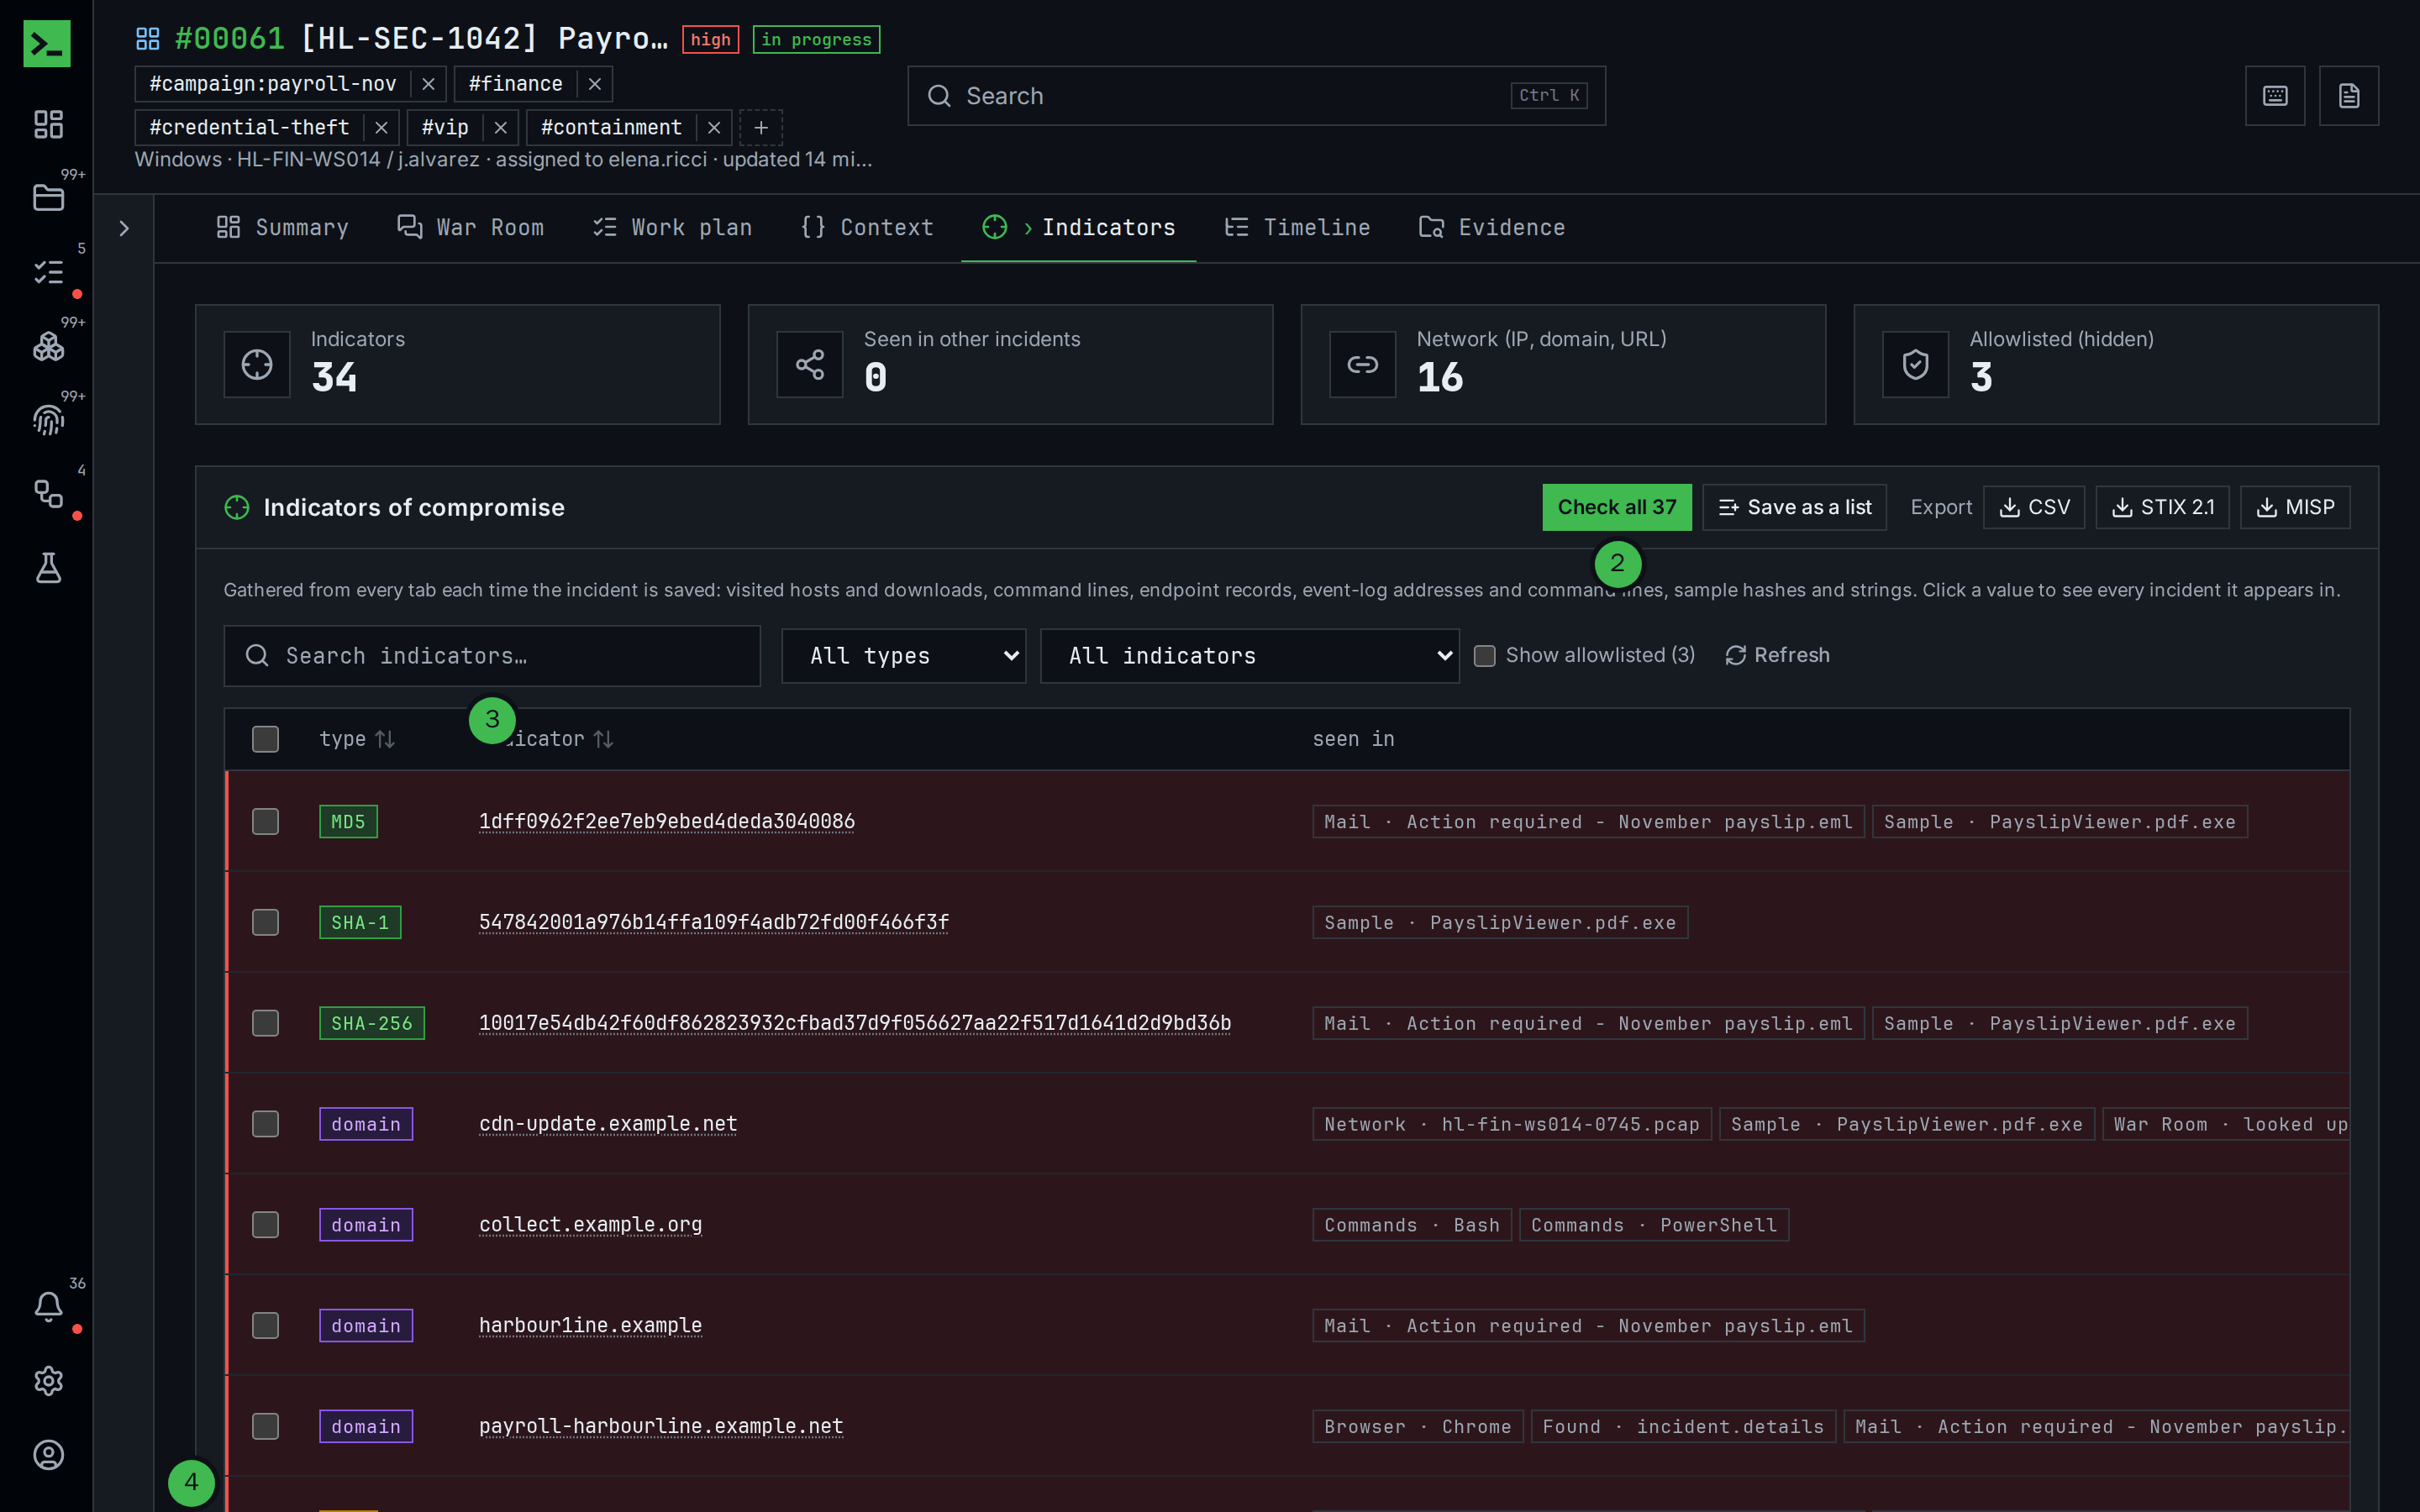 #00061 [HL-SEC-1042] Payro… high in progress
#campaign:payroll-nov #finance
#credential-theft #vip #containment
Windows · HL-FIN-WS014 / j.alvarez · assigned to elena.ricci · updated 14 mi…
Search Ctrl K
99+
5
99+
99+
4
36
Summary War Room Work plan Context › Indicators Timeline Evidence
Indicators
34
Seen in other incidents
0
Network (IP, domain, URL)
16
Allowlisted (hidden)
3
Indicators of compromise
Check all 37 Save as a list Export CSV STIX 2.1 MISP
2
Gathered from every tab each time the incident is saved: visited hosts and downloads, command lines, endpoint records, event-log addresses and command lines, sample hashes and strings. Click a value to see every incident it appears in.
Search indicators… All types All indicators Show allowlisted (3) Refresh
3
type indicator seen in
MD5 1dff0962f2ee7eb9ebed4deda3040086 Mail · Action required - November payslip.eml Sample · PayslipViewer.pdf.exe
SHA-1 547842001a976b14ffa109f4adb72fd00f466f3f Sample · PayslipViewer.pdf.exe
SHA-256 10017e54db42f60df862823932cfbad37d9f056627aa22f517d1641d2d9bd36b Mail · Action required - November payslip.eml Sample · PayslipViewer.pdf.exe
domain cdn-update.example.net Network · hl-fin-ws014-0745.pcap Sample · PayslipViewer.pdf.exe War Room · looked up
domain collect.example.org Commands · Bash Commands · PowerShell
domain harbour1ine.example Mail · Action required - November payslip.eml
domain payroll-harbourline.example.net Browser · Chrome Found · incident.details Mail · Action required - November payslip.
4